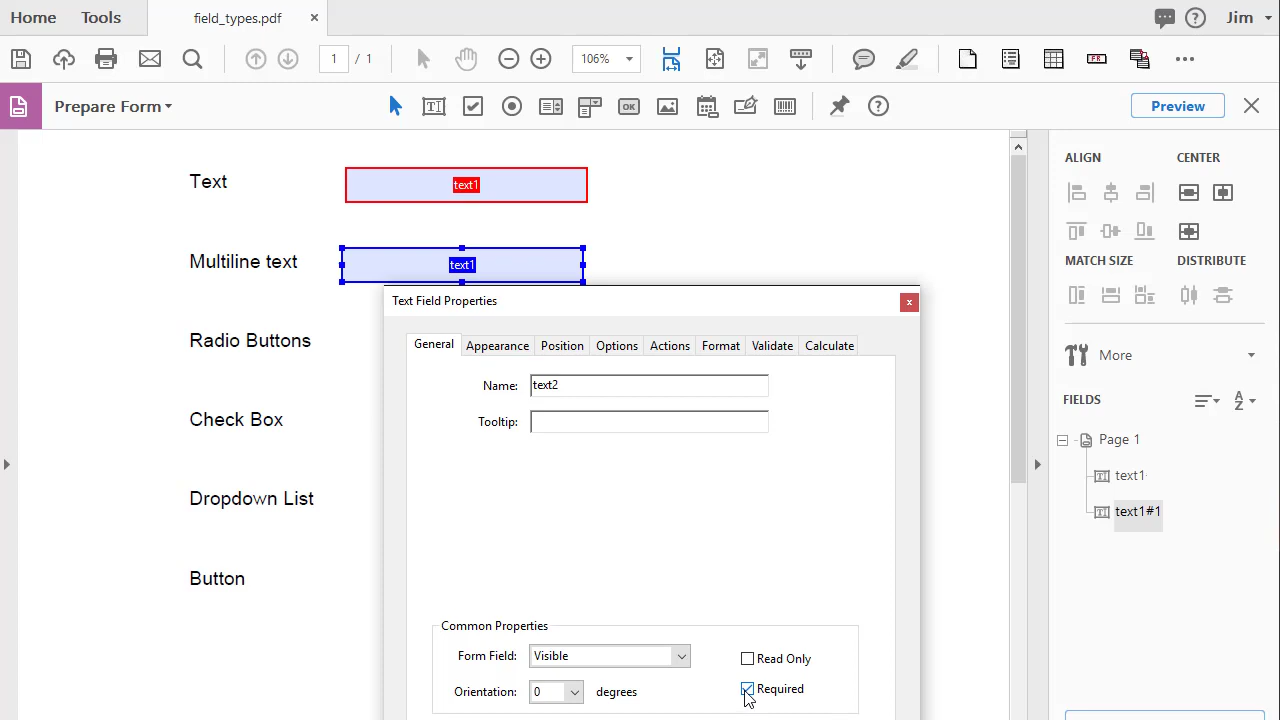 Home Tools field_types.pdf × Jim
1 / 1 106%
Prepare Form OK Preview
ALIGN CENTER
Text text1
MATCH SIZE DISTRIBUTE
Multiline text text1
Text Field Properties
General Appearance Position Options Actions Format Validate Calculate
Radio Buttons
More
Name: text2
FIELDS
Tooltip:
Check Box
Page 1
text1
Dropdown List
text1#1
Button
Common Properties
Form Field: Visible Read Only
Orientation: 0 degrees Required